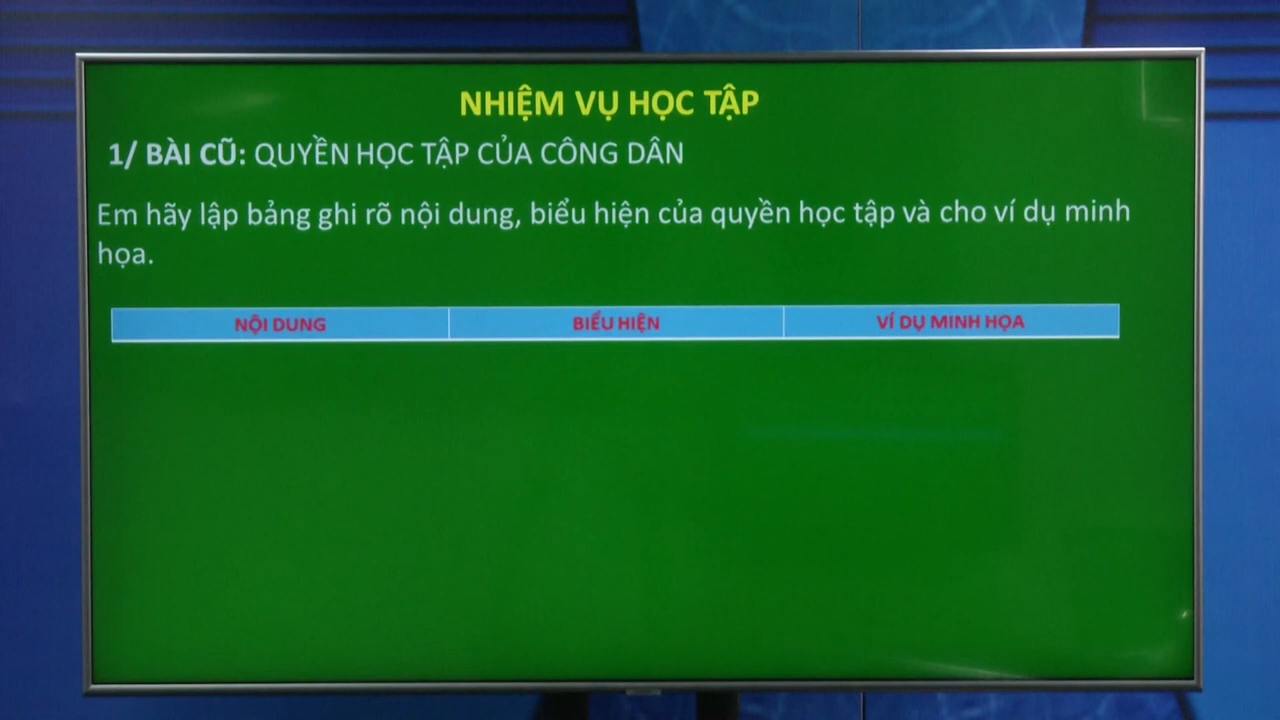 NHIỆM VỤ HỌC TẬP
1/ BÀI CŨ: QUYỀN HỌC TẬP CỦA CÔNG DÂN
Em hãy lập bảng ghi rõ nội dung, biểu hiện của quyền học tập và cho ví dụ minh
họa.
NỘI DUNG BIỂU HIỆN VÍ DỤ MINH HỌA